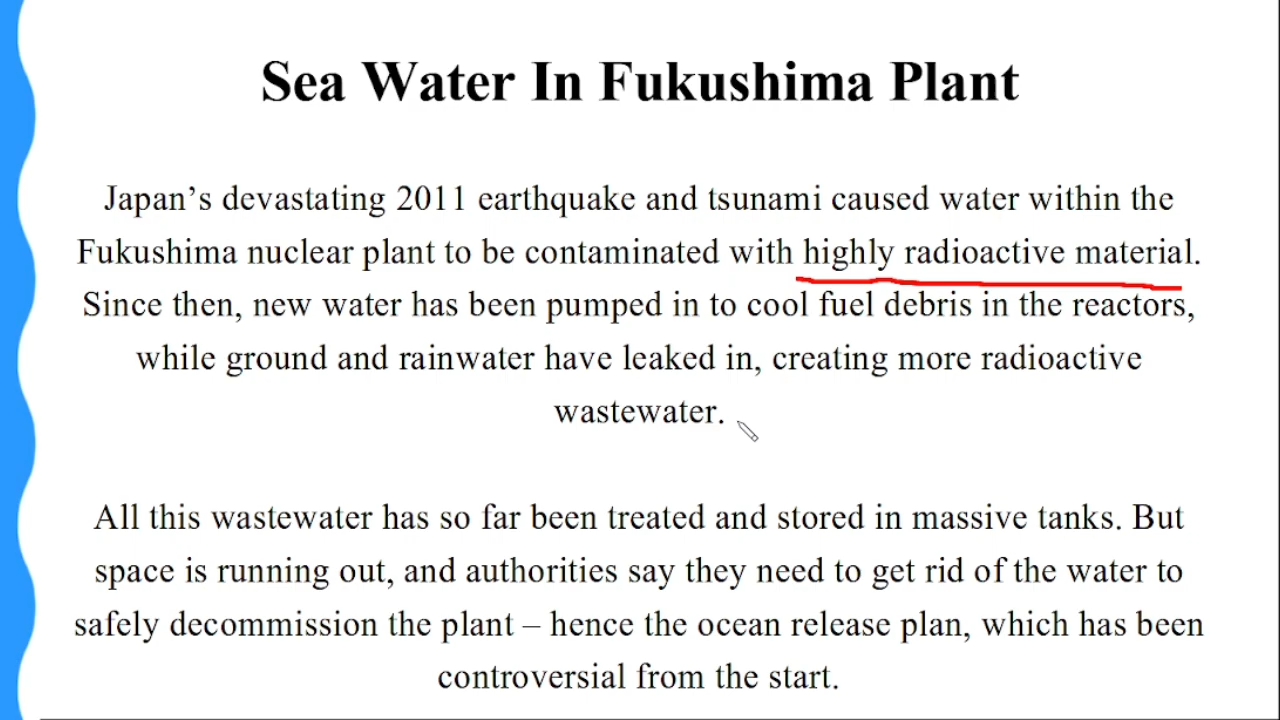 Sea Water In Fukushima Plant
Japan’s devastating 2011 earthquake and tsunami caused water within the
Fukushima nuclear plant to be contaminated with highly radioactive material.
Since then, new water has been pumped in to cool fuel debris in the reactors,
while ground and rainwater have leaked in, creating more radioactive
wastewater.
All this wastewater has so far been treated and stored in massive tanks. But
space is running out, and authorities say they need to get rid of the water to
safely decommission the plant – hence the ocean release plan, which has been
controversial from the start.